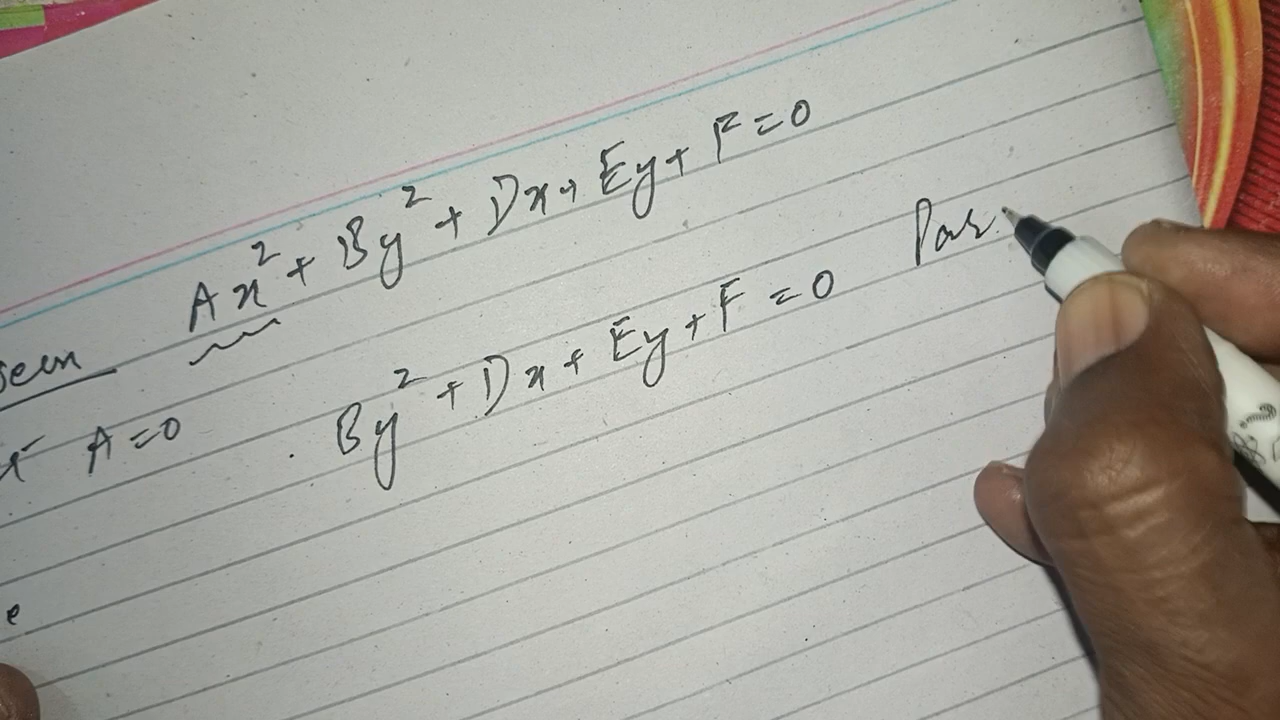 Ax² + By² + Dx + Ey + F = 0
A = 0 By² + Dx + Ey + F = 0 Par
e